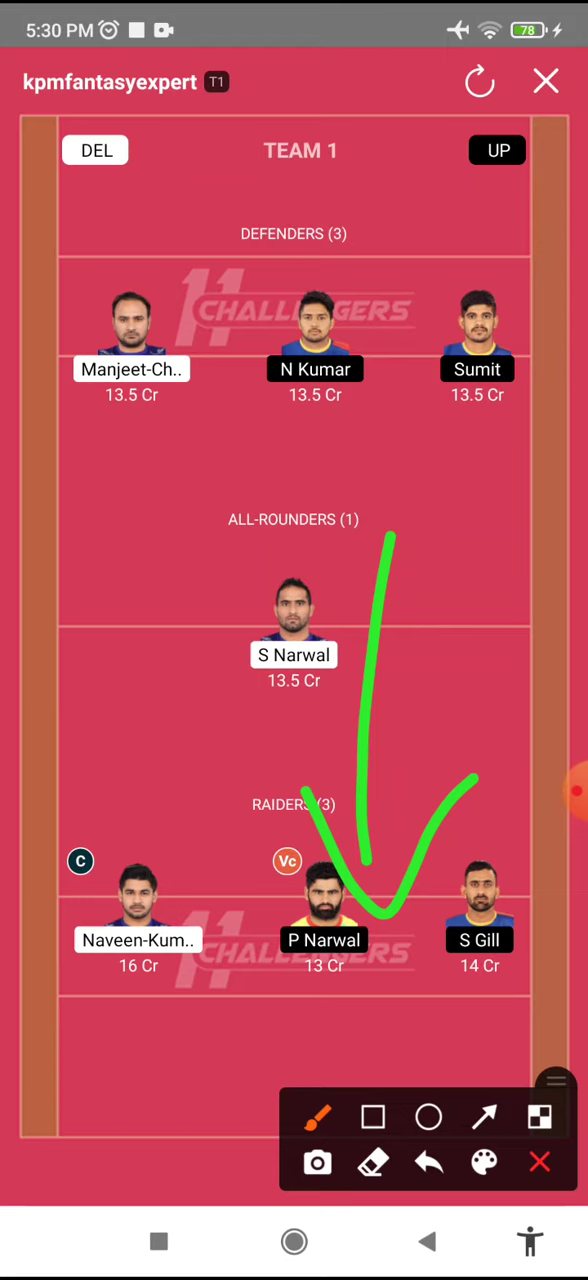 5:30 PM 78
kpmfantasyexpert T1
DEL TEAM 1 UP
DEFENDERS (3)
11 CHALLENGERS
Manjeet-Ch.. N Kumar Sumit
13.5 Cr 13.5 Cr 13.5 Cr
ALL-ROUNDERS (1)
S Narwal
13.5 Cr
RAIDERS (3)
C Vc
Naveen-Kum.. P Narwal S Gill
11 CHALLENGERS
16 Cr 13 Cr 14 Cr